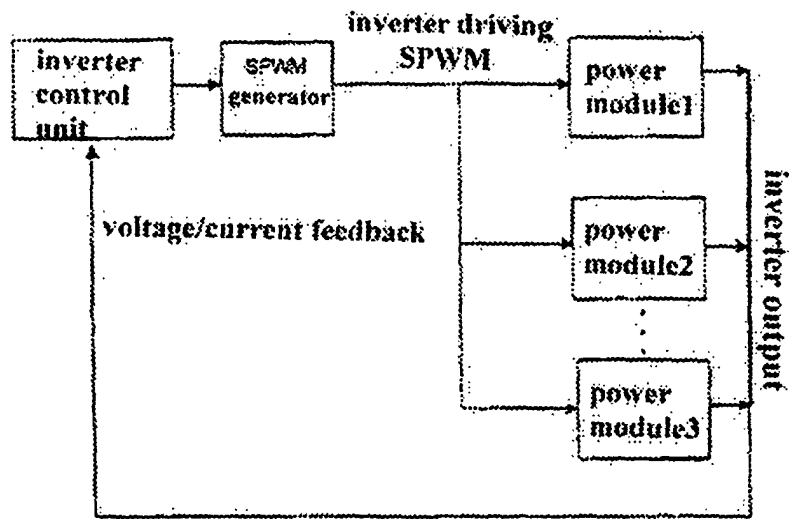 inverter
control
unit
SPWM
generator
inverter driving
SPWM
power
module1
voltage/current feedback
power
module2
power
module3
inverter output